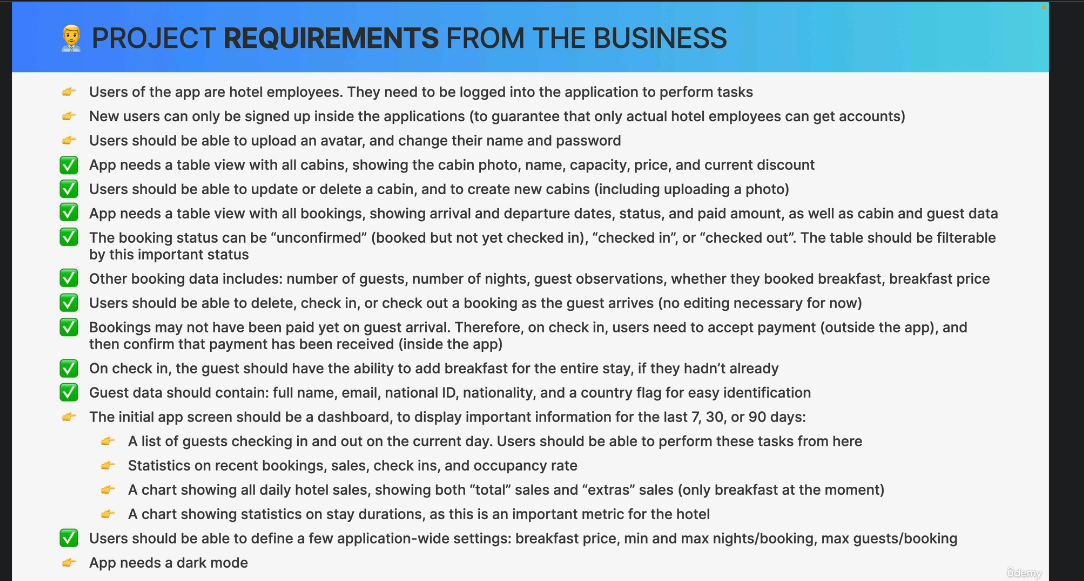 PROJECT REQUIREMENTS FROM THE BUSINESS
Users of the app are hotel employees. They need to be logged into the application to perform tasks
New users can only be signed up inside the applications (to guarantee that only actual hotel employees can get accounts)
Users should be able to upload an avatar, and change their name and password
App needs a table view with all cabins, showing the cabin photo, name, capacity, price, and current discount
Users should be able to update or delete a cabin, and to create new cabins (including uploading a photo)
App needs a table view with all bookings, showing arrival and departure dates, status, and paid amount, as well as cabin and guest data
The booking status can be “unconfirmed” (booked but not yet checked in), “checked in”, or “checked out”. The table should be filterable
by this important status
Other booking data includes: number of guests, number of nights, guest observations, whether they booked breakfast, breakfast price
Users should be able to delete, check in, or check out a booking as the guest arrives (no editing necessary for now)
Bookings may not have been paid yet on guest arrival. Therefore, on check in, users need to accept payment (outside the app), and
then confirm that payment has been received (inside the app)
On check in, the guest should have the ability to add breakfast for the entire stay, if they hadn’t already
Guest data should contain: full name, email, national ID, nationality, and a country flag for easy identification
The initial app screen should be a dashboard, to display important information for the last 7, 30, or 90 days:
A list of guests checking in and out on the current day. Users should be able to perform these tasks from here
Statistics on recent bookings, sales, check ins, and occupancy rate
A chart showing all daily hotel sales, showing both “total” sales and “extras” sales (only breakfast at the moment)
A chart showing statistics on stay durations, as this is an important metric for the hotel
Users should be able to define a few application-wide settings: breakfast price, min and max nights/booking, max guests/booking
App needs a dark mode
ûdemy